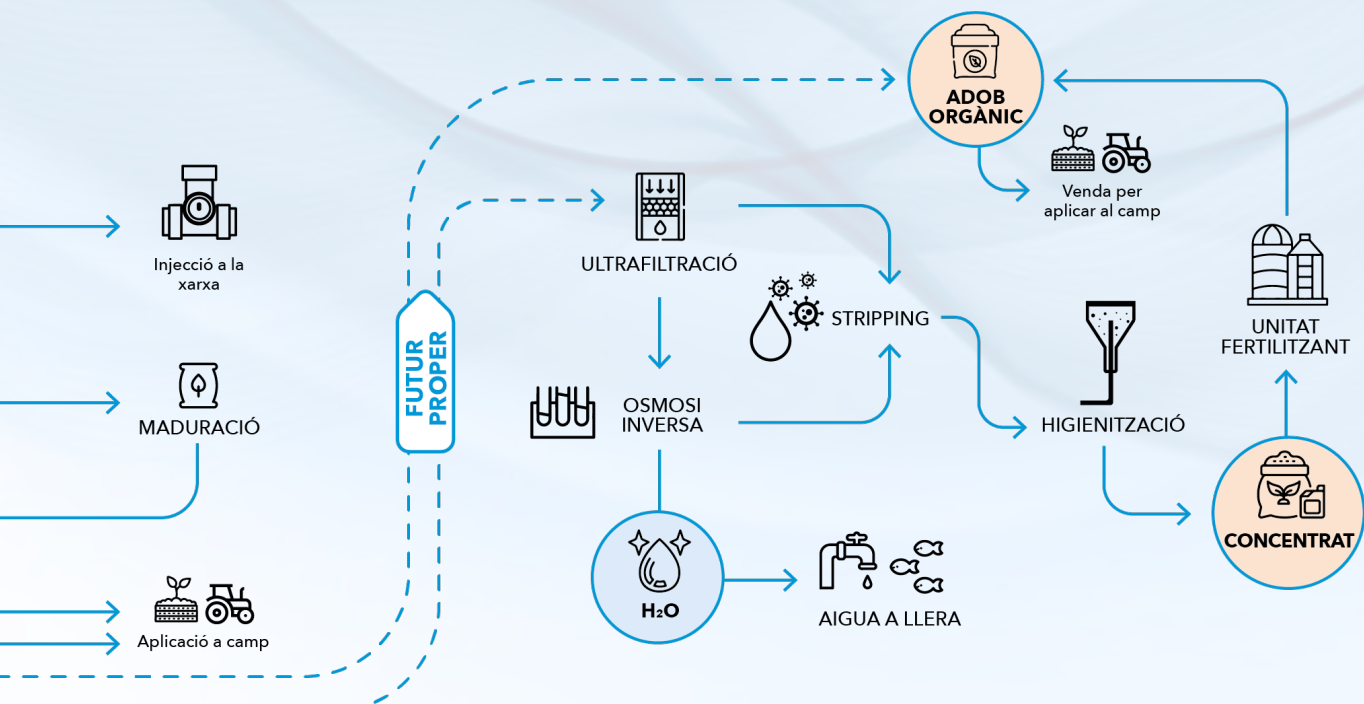 Injecció a la
xarxa
MADURACIÓ
Aplicació a camp
FUTUR
PROPER
ULTRAFILTRACIÓ
OSMOSI
INVERSA
H₂O
AIGUA A LLERA
STRIPPING
HIGIENITZACIÓ
CONCENTRAT
UNITAT
FERTILITZANT
ADOB
ORGÀNIC
Venda per
aplicar al camp